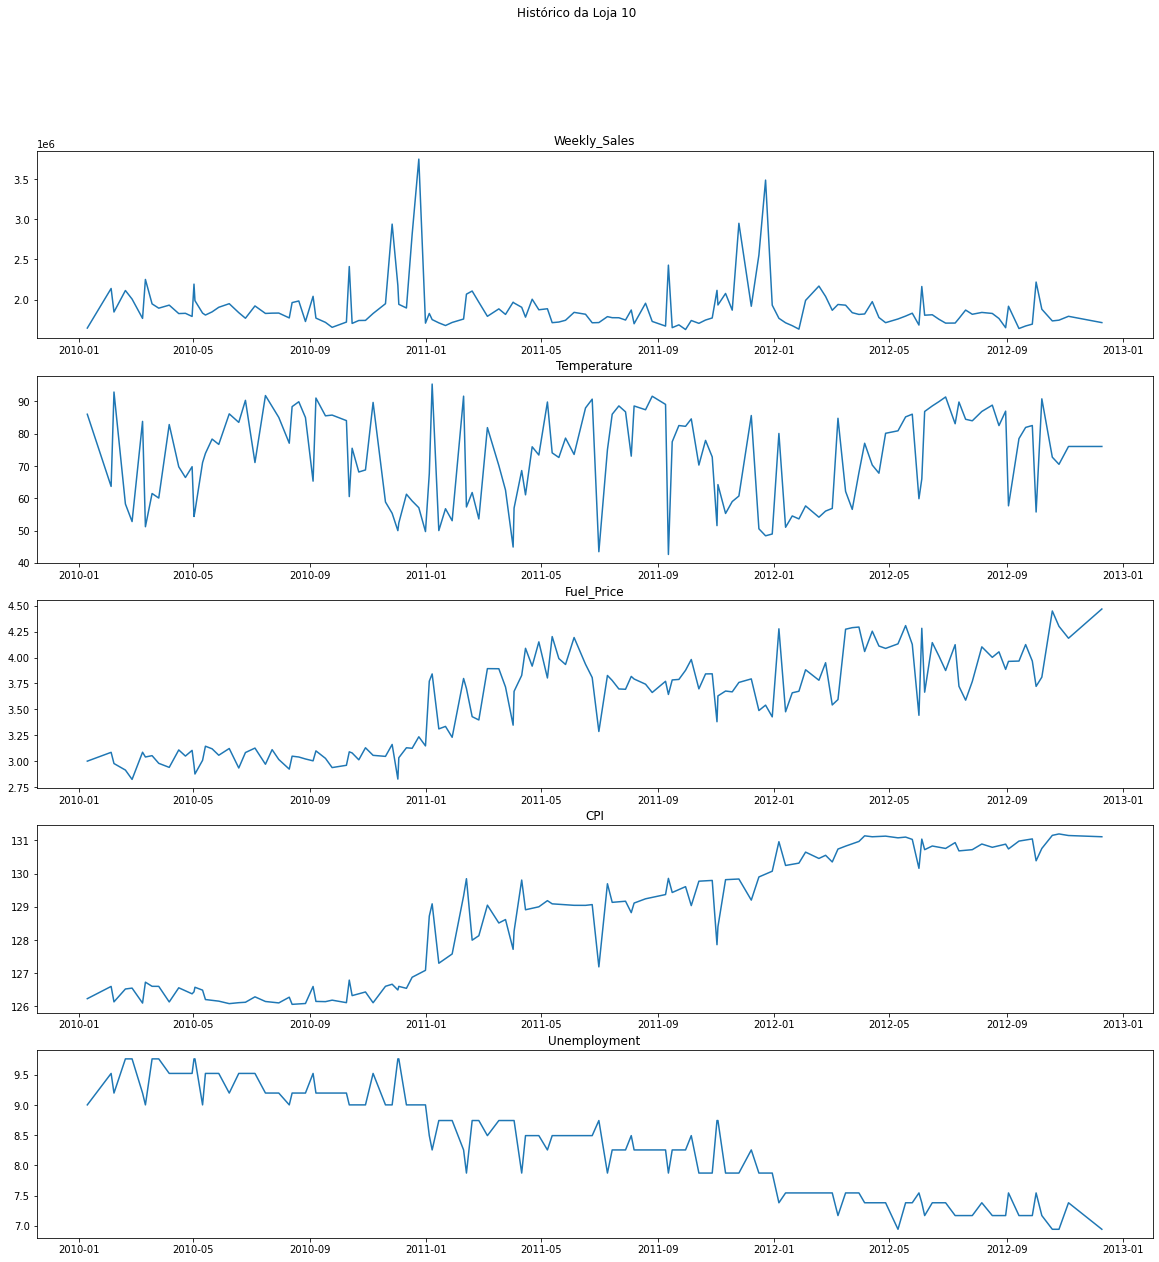 Histórico da Loja 10
Weekly_Sales
1e6
3.5
3.0
2.5
2.0
2010-01 2010-05 2010-09 2011-01 2011-05 2011-09 2012-01 2012-05 2012-09 2013-01
Temperature
90
80
70
60
50
40
2010-01 2010-05 2010-09 2011-01 2011-05 2011-09 2012-01 2012-05 2012-09 2013-01
Fuel_Price
4.50
4.25
4.00
3.75
3.50
3.25
3.00
2.75
2010-01 2010-05 2010-09 2011-01 2011-05 2011-09 2012-01 2012-05 2012-09 2013-01
CPI
131
130
129
128
127
126
2010-01 2010-05 2010-09 2011-01 2011-05 2011-09 2012-01 2012-05 2012-09 2013-01
Unemployment
9.5
9.0
8.5
8.0
7.5
7.0
2010-01 2010-05 2010-09 2011-01 2011-05 2011-09 2012-01 2012-05 2012-09 2013-01